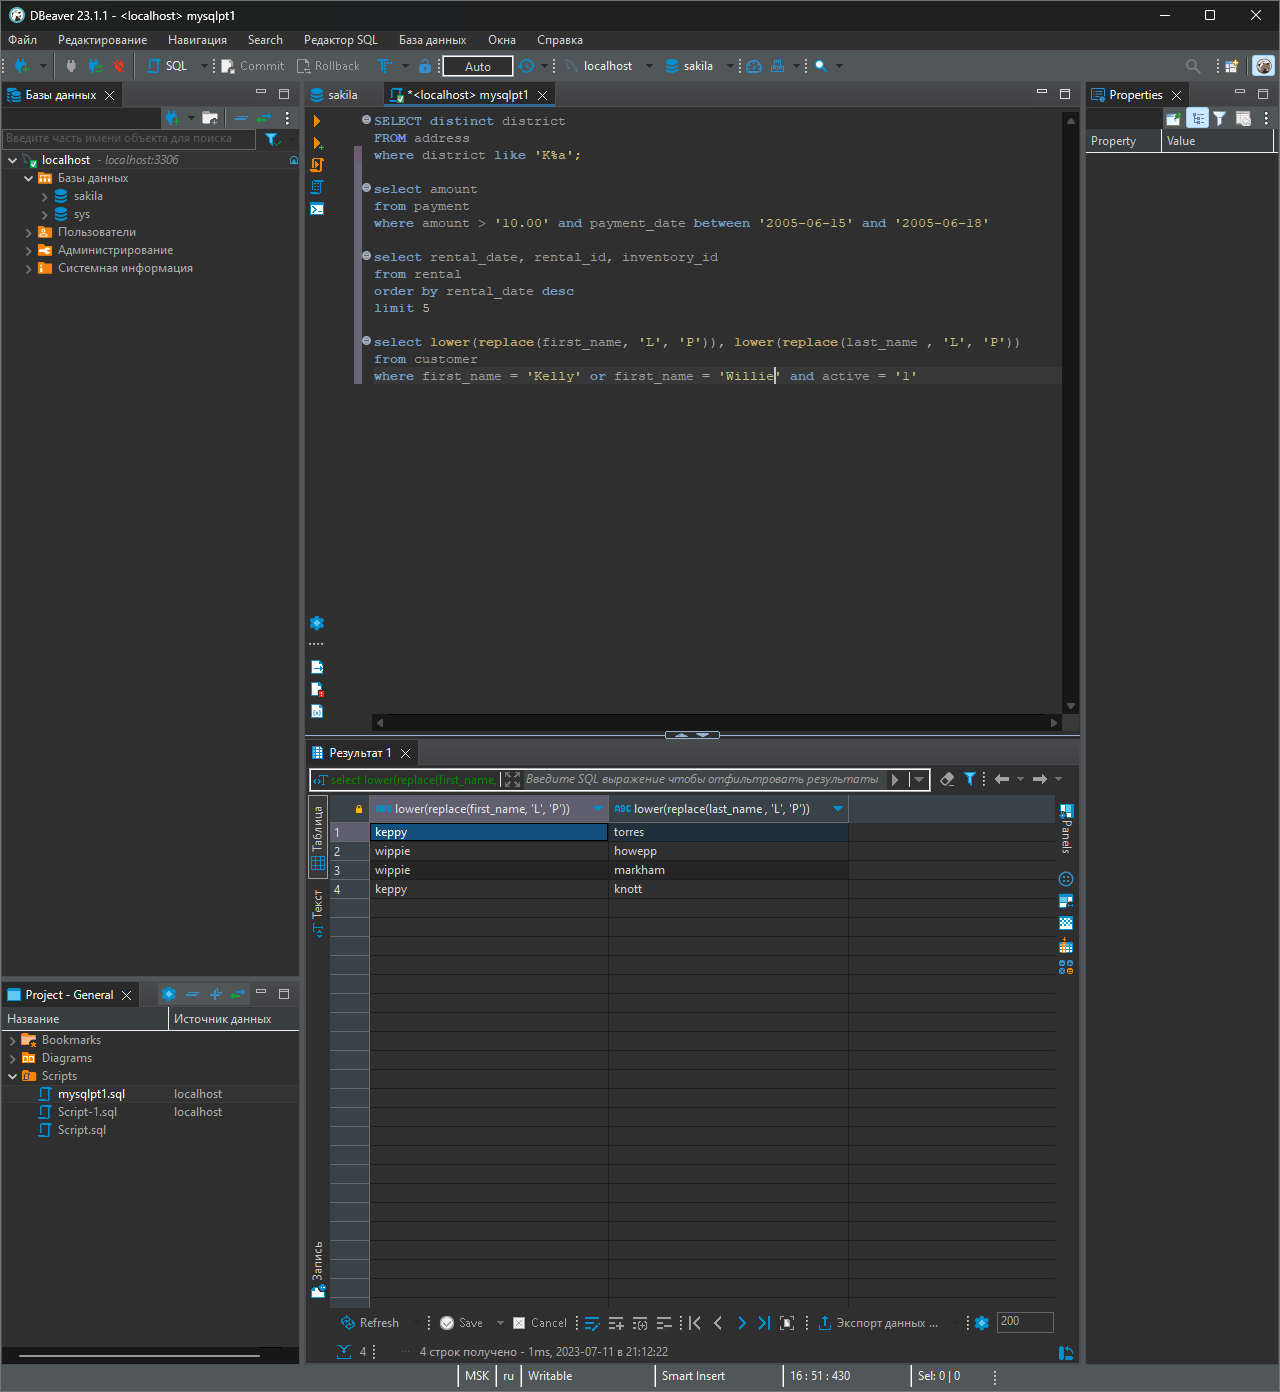 DBeaver 23.1.1 - <localhost> mysqlpt1
Файл Редактирование Навигация Search Редактор SQL База данных Окна Справка
SQL Commit Rollback Auto localhost sakila
Базы данных
Введите часть имени объекта для поиска
localhost - localhost:3306
Базы данных
sakila
sys
Пользователи
Администрирование
Системная информация
sakila *<localhost> mysqlpt1
SELECT distinct district
FROM address
where district like 'K%a';
select amount
from payment
where amount > '10.00' and payment_date between '2005-06-15' and '2005-06-18'
select rental_date, rental_id, inventory_id
from rental
order by rental_date desc
limit 5
select lower(replace(first_name, 'L', 'P')), lower(replace(last_name , 'L', 'P'))
from customer
where first_name = 'Kelly' or first_name = 'Willie' and active = '1'
Properties
Property Value
Результат 1
select lower(replace(first_name, Введите SQL выражение чтобы отфильтровать результаты
Таблица
Текст
Запись
ABC lower(replace(first_name, 'L', 'P')) ABC lower(replace(last_name , 'L', 'P'))
1 keppy torres
2 wippie howepp
3 wippie markham
4 keppy knott
Panels
Refresh Save Cancel Экспорт данных ... 200
4 ... 4 строк получено - 1ms, 2023-07-11 в 21:12:22
Project - General
Название Источник данных
Bookmarks
Diagrams
Scripts
mysqlpt1.sql localhost
Script-1.sql localhost
Script.sql
MSK ru Writable Smart Insert 16 : 51 : 430 Sel: 0 | 0